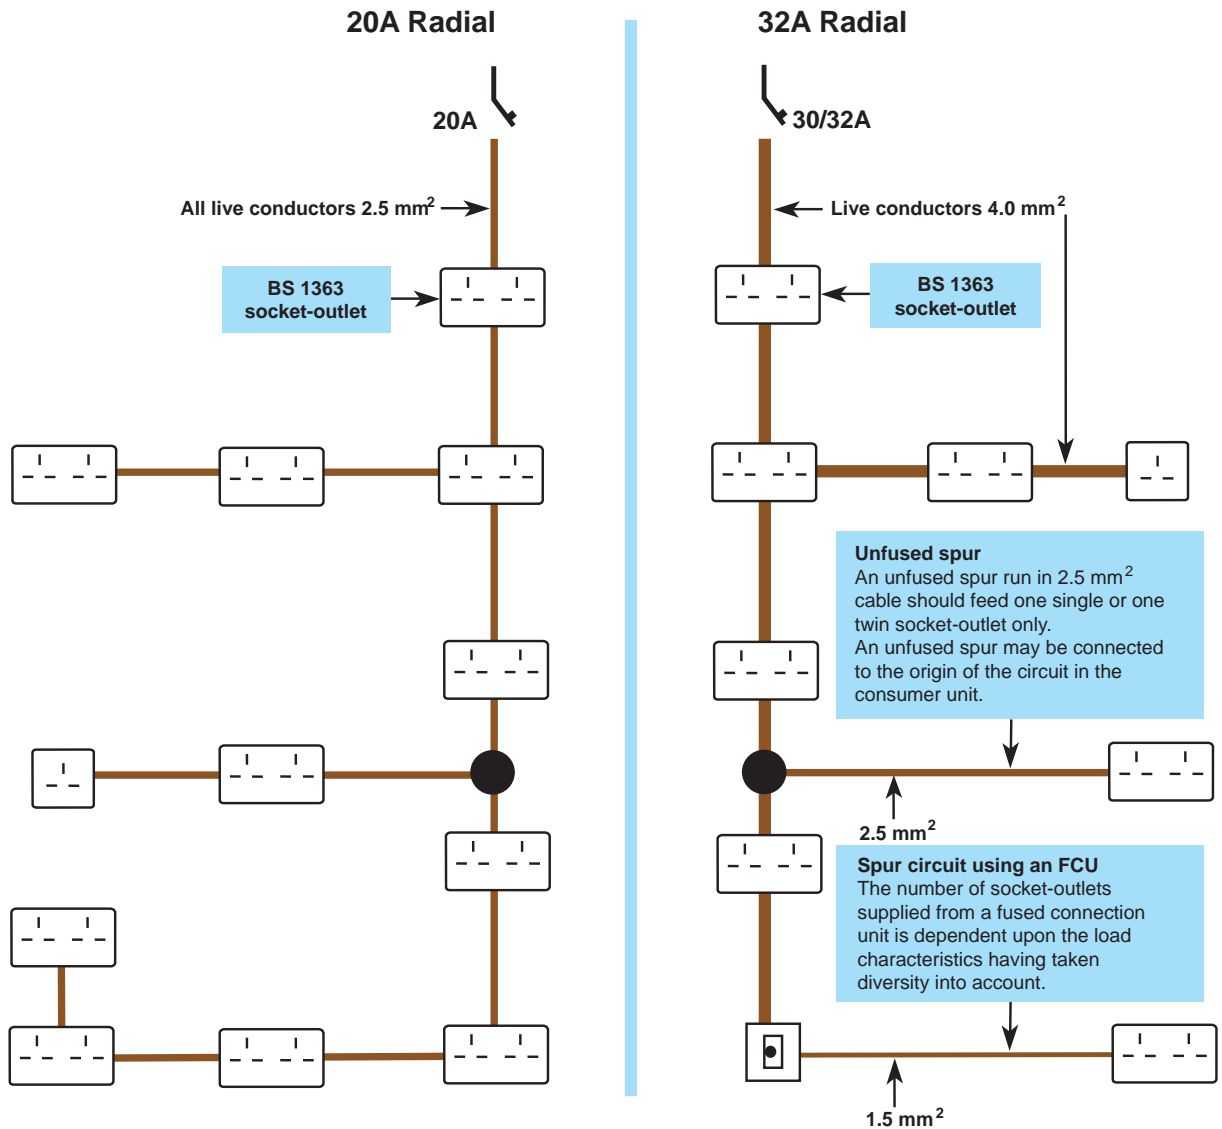 20A Radial
20A
All live conductors 2.5 mm²
BS 1363
socket-outlet
32A Radial
30/32A
Live conductors 4.0 mm²
BS 1363
socket-outlet
Unfused spur
An unfused spur run in 2.5 mm²
cable should feed one single or one
twin socket-outlet only.
An unfused spur may be connected
to the origin of the circuit in the
consumer unit.
2.5 mm²
Spur circuit using an FCU
The number of socket-outlets
supplied from a fused connection
unit is dependent upon the load
characteristics having taken
diversity into account.
1.5 mm²